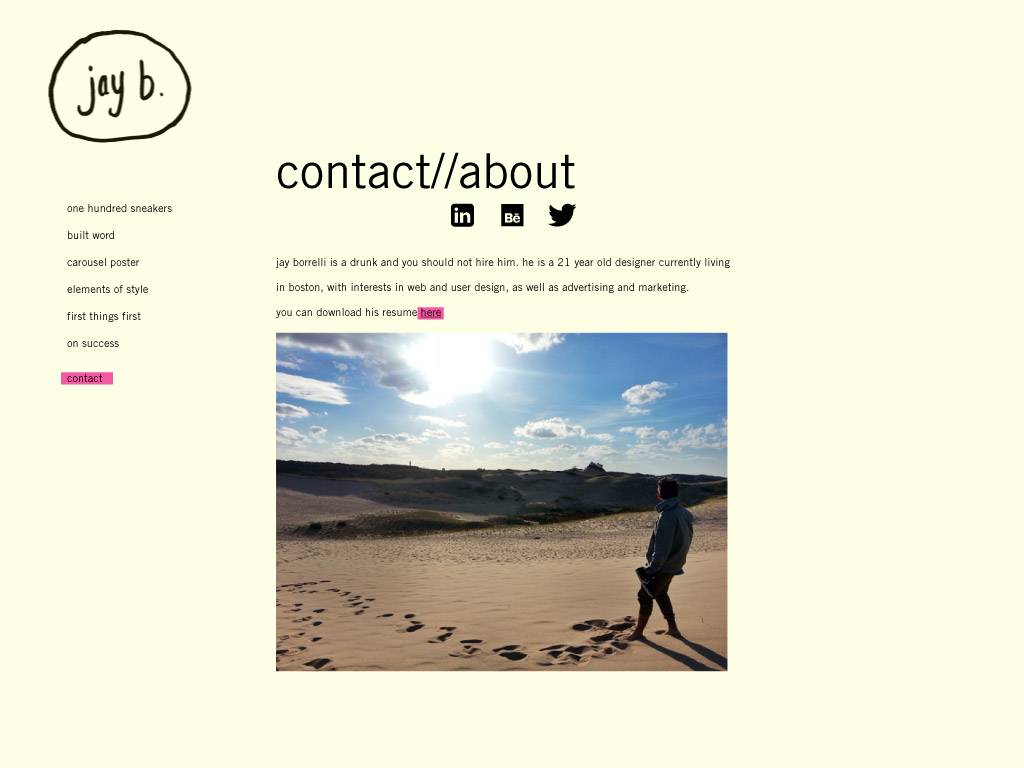 jay b.
contact//about
in
Bē
one hundred sneakers
built word
carousel poster
elements of style
first things first
on success
contact
jay borrelli is a drunk and you should not hire him. he is a 21 year old designer currently living
in boston, with interests in web and user design, as well as advertising and marketing.
you can download his resume here